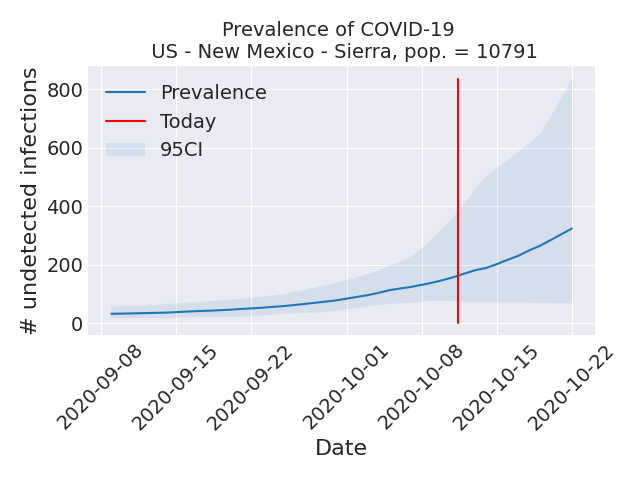 Prevalence of COVID-19
US - New Mexico - Sierra, pop. = 10791
# undetected infections
800
600
400
200
0
Prevalence
Today
95CI
2020-09-08
2020-09-15
2020-09-22
2020-10-01
2020-10-08
2020-10-15
2020-10-22
Date